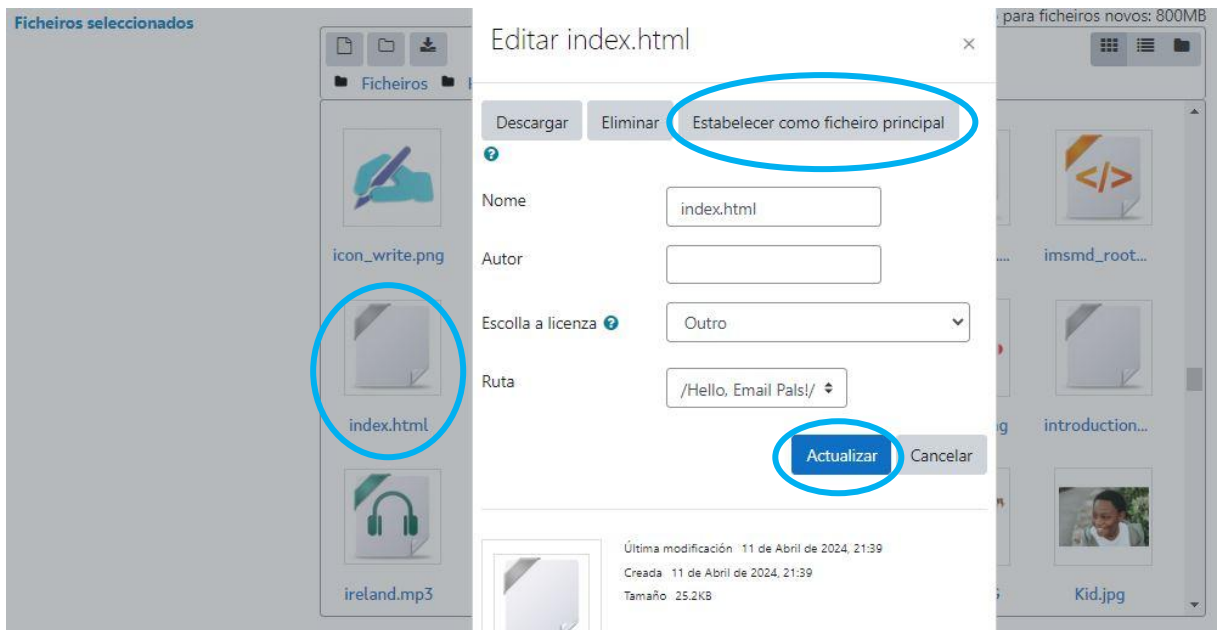 Ficheiros seleccionados
para ficheiros novos: 800MB
Ficheiros
Editar index.html
×
Descargar
Eliminar
Estabelecer como ficheiro principal
Nome
index.html
Autor
Escolla a licenza
Outro
Ruta
/Hello, Email Pals!/
Actualizar
Cancelar
Última modificación 11 de Abril de 2024, 21:39
Creada 11 de Abril de 2024, 21:39
Tamaño 25.2KB
icon_write.png
imsmd_root...
index.html
introduction...
ireland.mp3
Kid.jpg